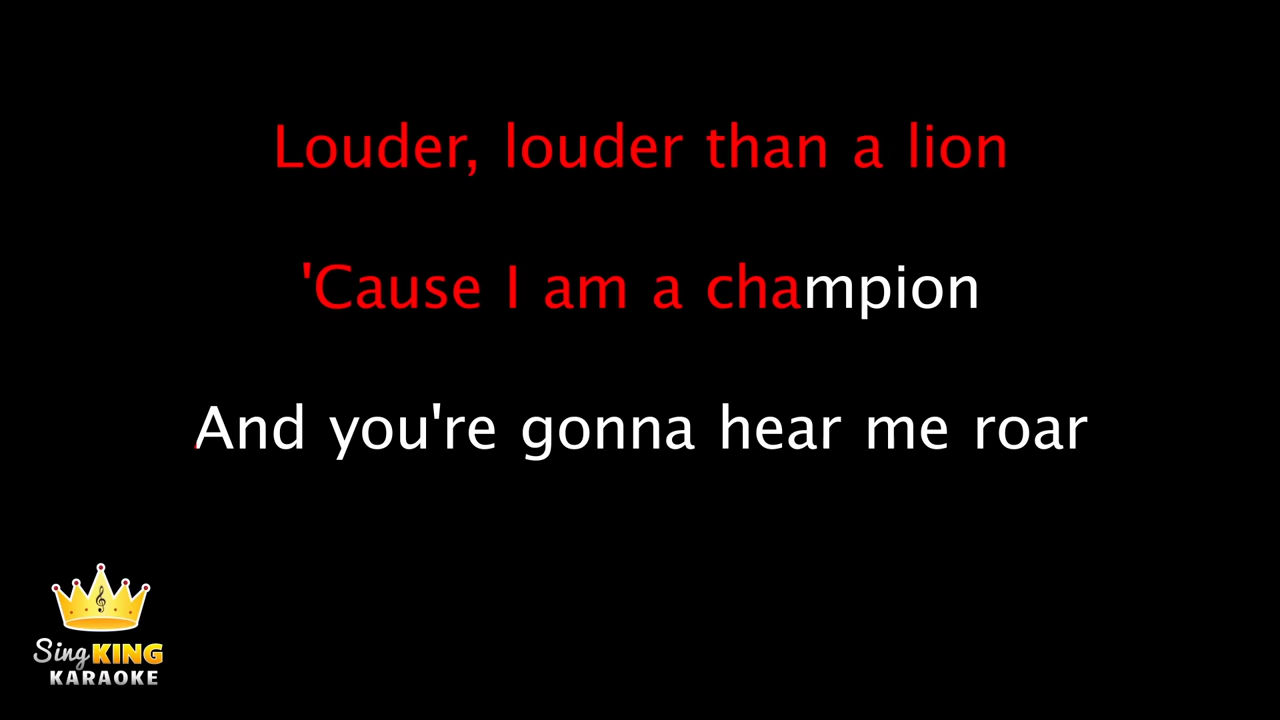 Louder, louder than a lion
'Cause I am a champion
And you're gonna hear me roar
Sing KING
KARAOKE